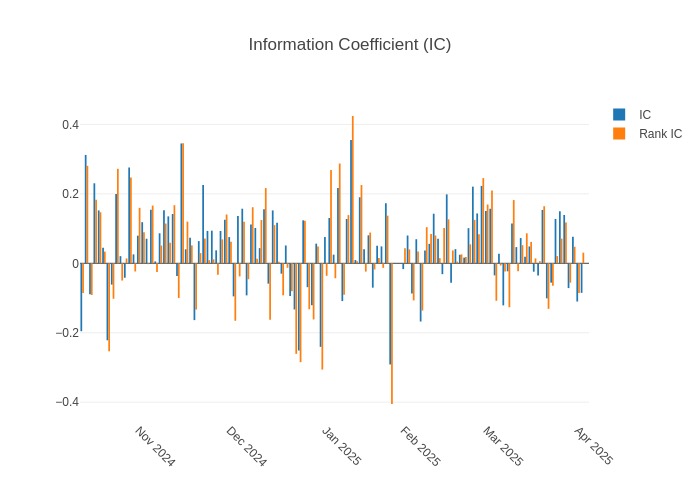 Information Coefficient (IC)
IC
Rank IC
0.4
0.2
0
−0.2
−0.4
Nov 2024
Dec 2024
Jan 2025
Feb 2025
Mar 2025
Apr 2025